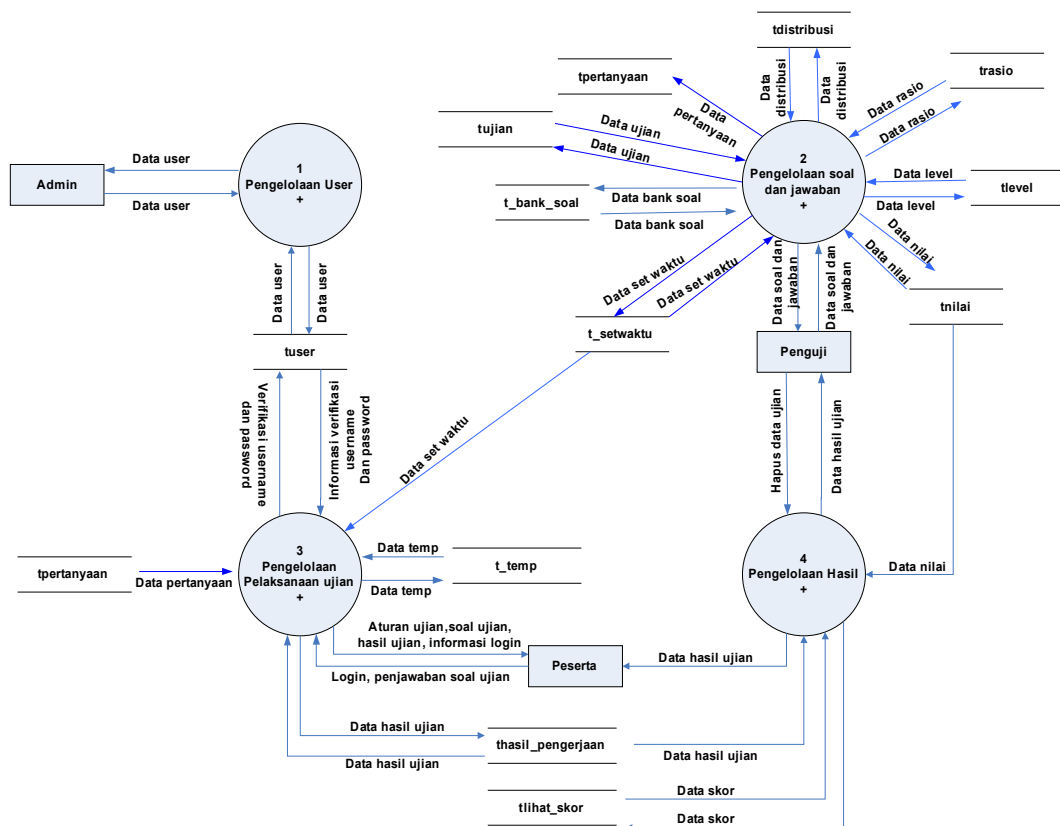 tdistribusi
tpertanyaan
Data
distribusi
Data
distribusi
trasio
Data rasio
Data rasio
Data
pertanyaan
tujian
Data ujian
Data ujian
1
Pengelolaan User
+
Data user
Admin
Data user
2
Pengelolaan soal
dan jawaban
+
Data level
tlevel
Data level
t_bank_soal
Data bank soal
Data bank soal
Data nilai
Data nilai
Data set waktu
Data set waktu
Data soal dan
jawaban
Data soal dan
jawaban
Data user
Data user
tnilai
t_setwaktu
tuser
Penguji
Verifikasi username
dan password
Informasi verifikasi
username
Dan password
Data set waktu
Hapus data ujian
Data hasil ujian
3
Pengelolaan
Pelaksanaan ujian
+
Data temp
t_temp
Data temp
tpertanyaan
Data pertanyaan
4
Pengelolaan Hasil
+
Data nilai
Aturan ujian,soal ujian,
hasil ujian, informasi login
Peserta
Data hasil ujian
Login, penjawaban soal ujian
Data hasil ujian
thasil_pengerjaan
Data hasil ujian
Data hasil ujian
tlihat_skor
Data skor
Data skor